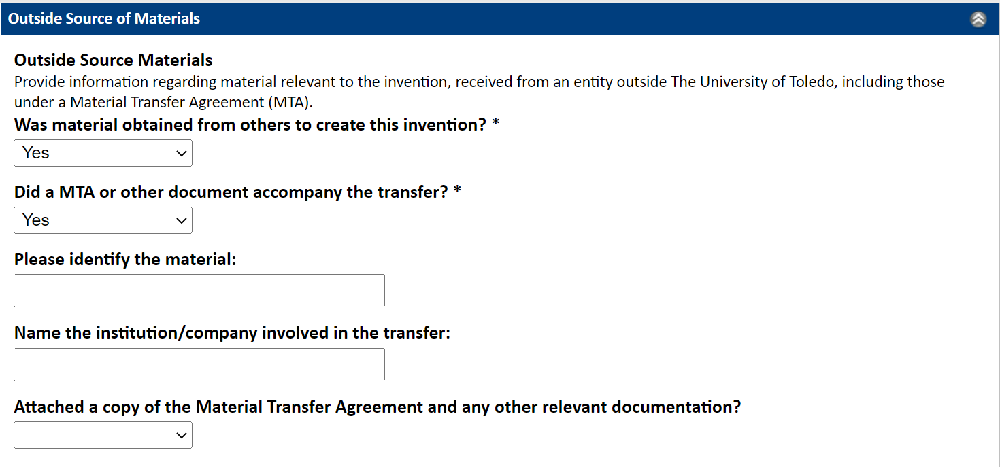 Outside Source of Materials
Outside Source Materials
Provide information regarding material relevant to the invention, received from an entity outside The University of Toledo, including those
under a Material Transfer Agreement (MTA).
Was material obtained from others to create this invention? *
Yes
Did a MTA or other document accompany the transfer? *
Yes
Please identify the material:
Name the institution/company involved in the transfer:
Attached a copy of the Material Transfer Agreement and any other relevant documentation?